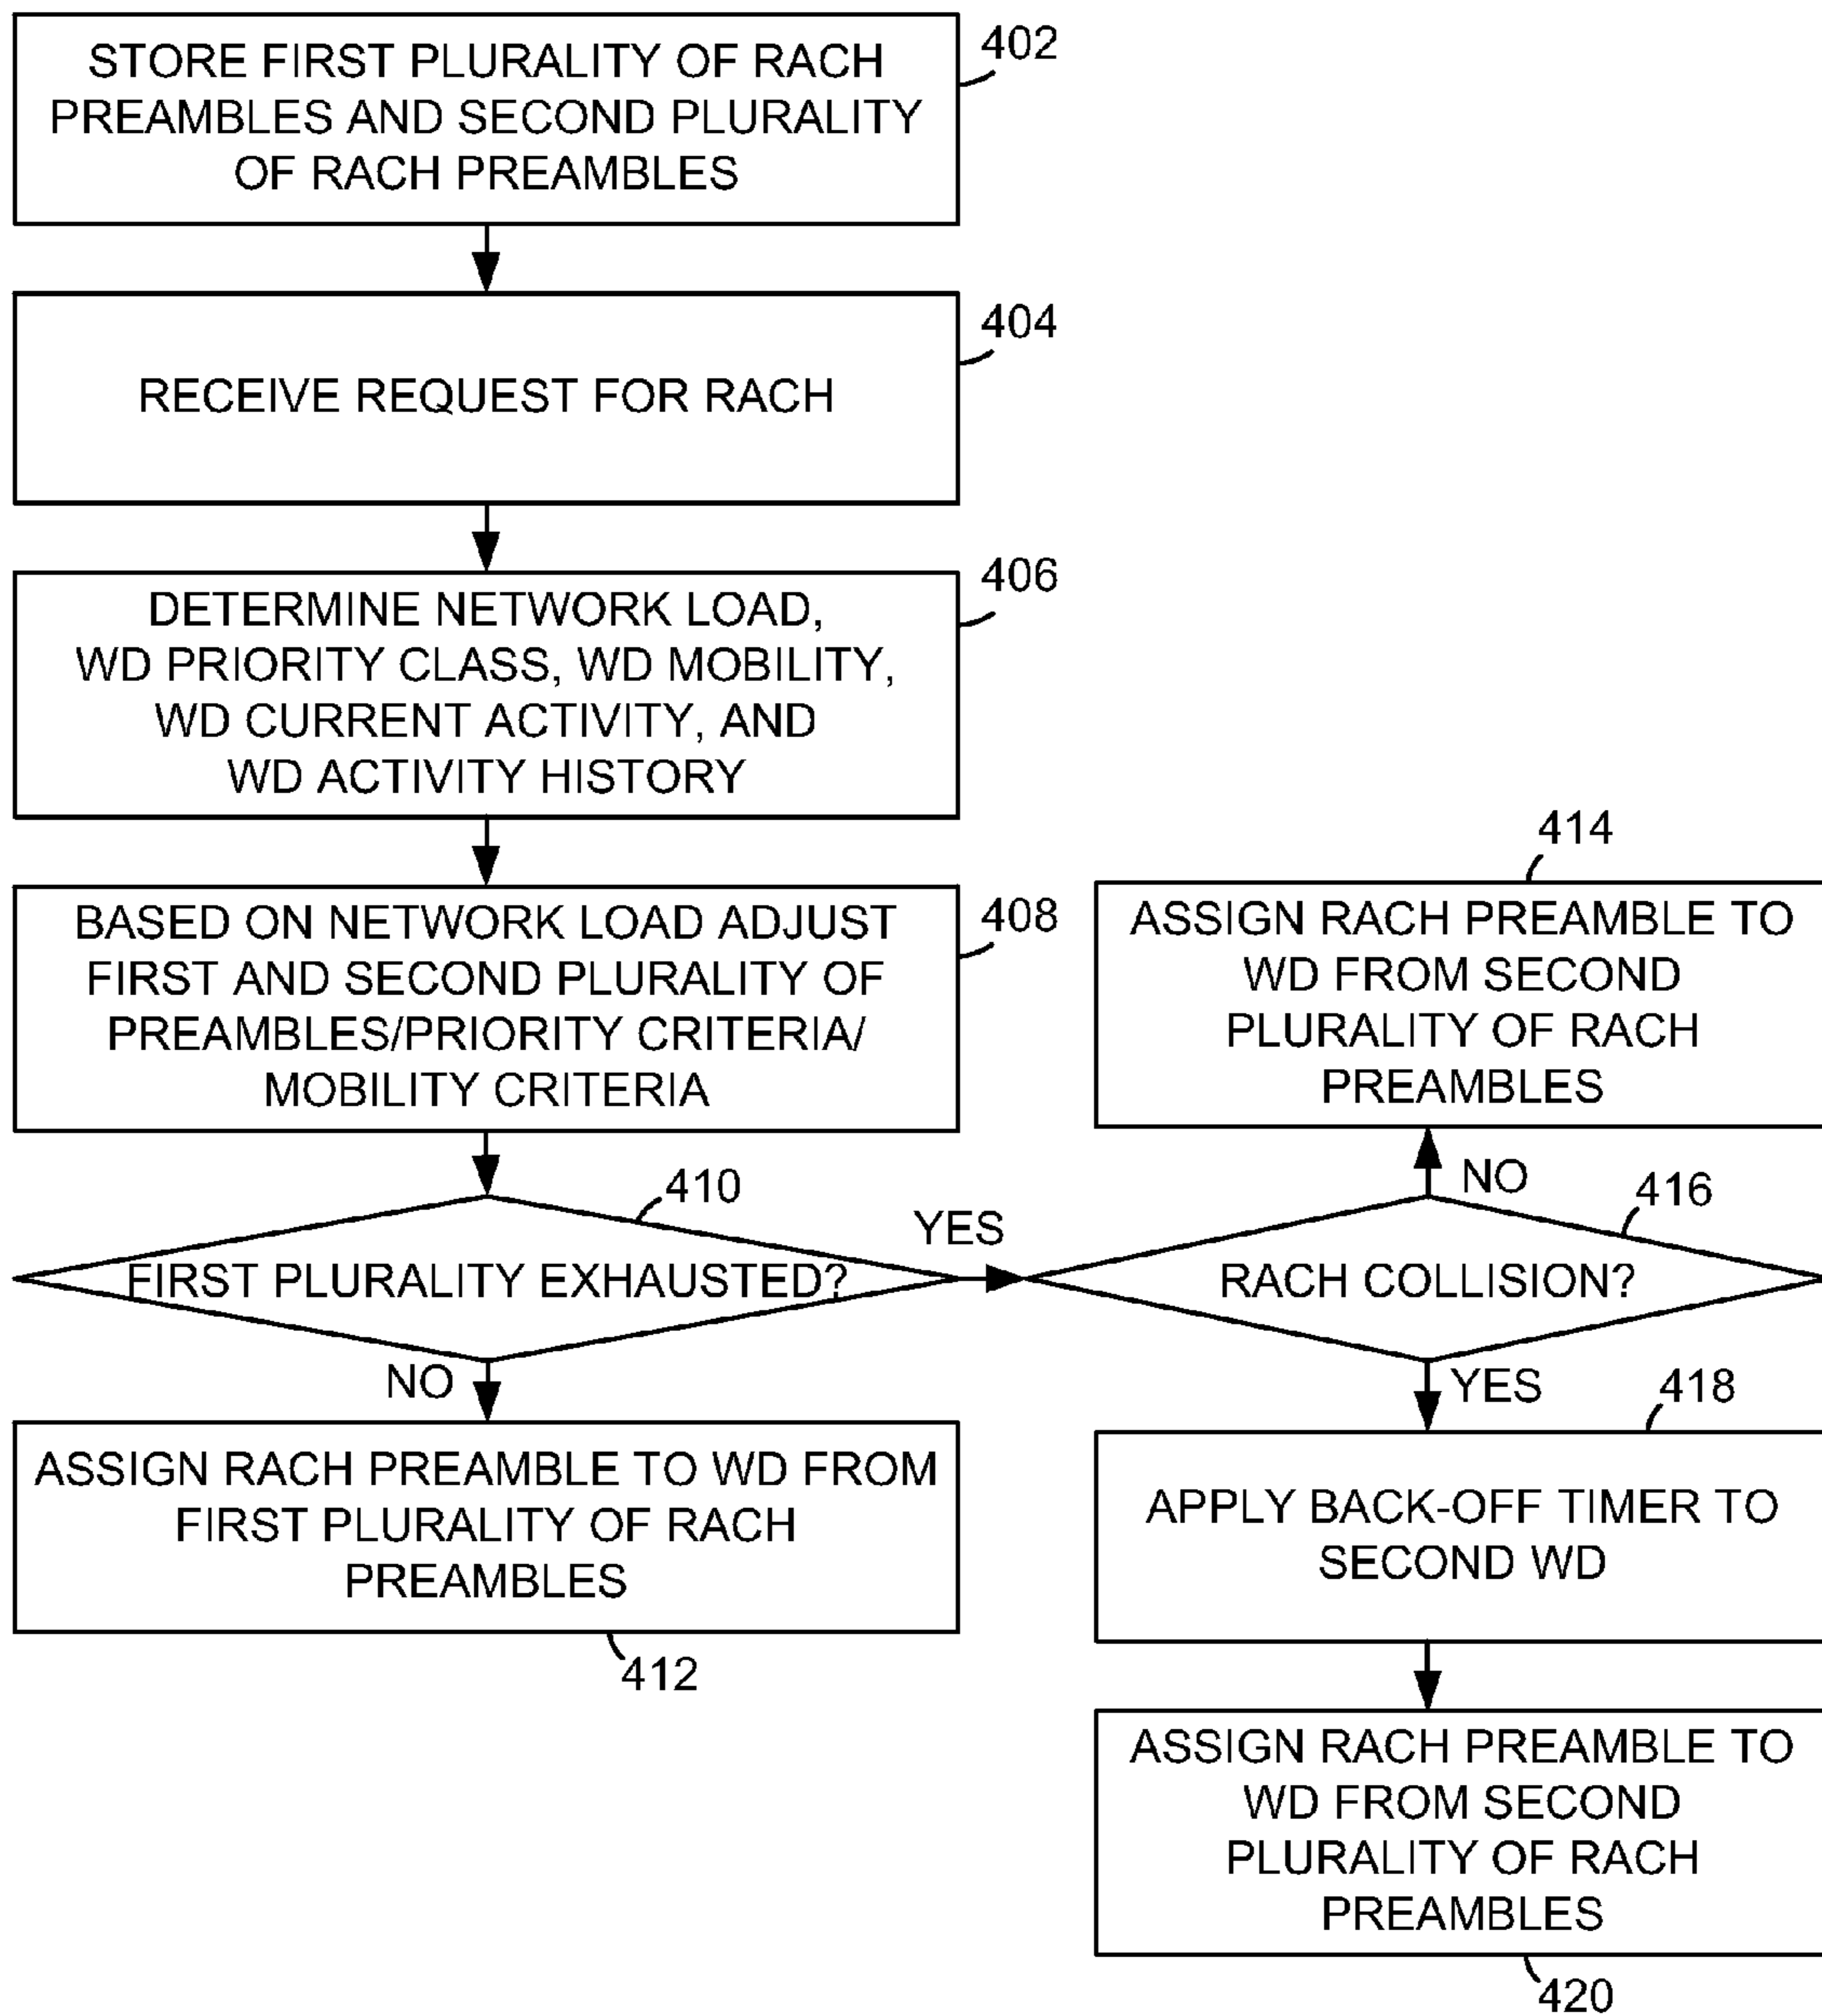 STORE FIRST PLURALITY OF RACH
PREAMBLES AND SECOND PLURALITY
OF RACH PREAMBLES
402
RECEIVE REQUEST FOR RACH
404
DETERMINE NETWORK LOAD,
WD PRIORITY CLASS, WD MOBILITY,
WD CURRENT ACTIVITY, AND
WD ACTIVITY HISTORY
406
BASED ON NETWORK LOAD ADJUST
FIRST AND SECOND PLURALITY OF
PREAMBLES/PRIORITY CRITERIA/
MOBILITY CRITERIA
408
FIRST PLURALITY EXHAUSTED?
410
YES
NO
ASSIGN RACH PREAMBLE TO WD FROM
FIRST PLURALITY OF RACH
PREAMBLES
412
414
ASSIGN RACH PREAMBLE TO
WD FROM SECOND
PLURALITY OF RACH
PREAMBLES
NO
416
RACH COLLISION?
YES
418
APPLY BACK-OFF TIMER TO
SECOND WD
ASSIGN RACH PREAMBLE TO
WD FROM SECOND
PLURALITY OF RACH
PREAMBLES
420